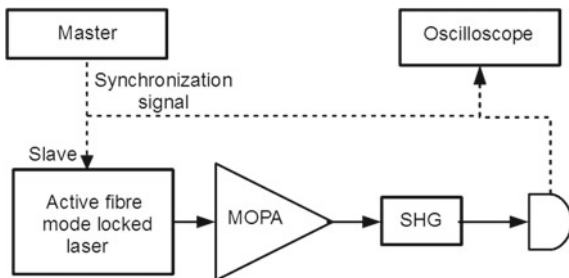 Master
Oscilloscope
Synchronization
signal
Slave
Active fibre
mode locked
laser
MOPA
SHG